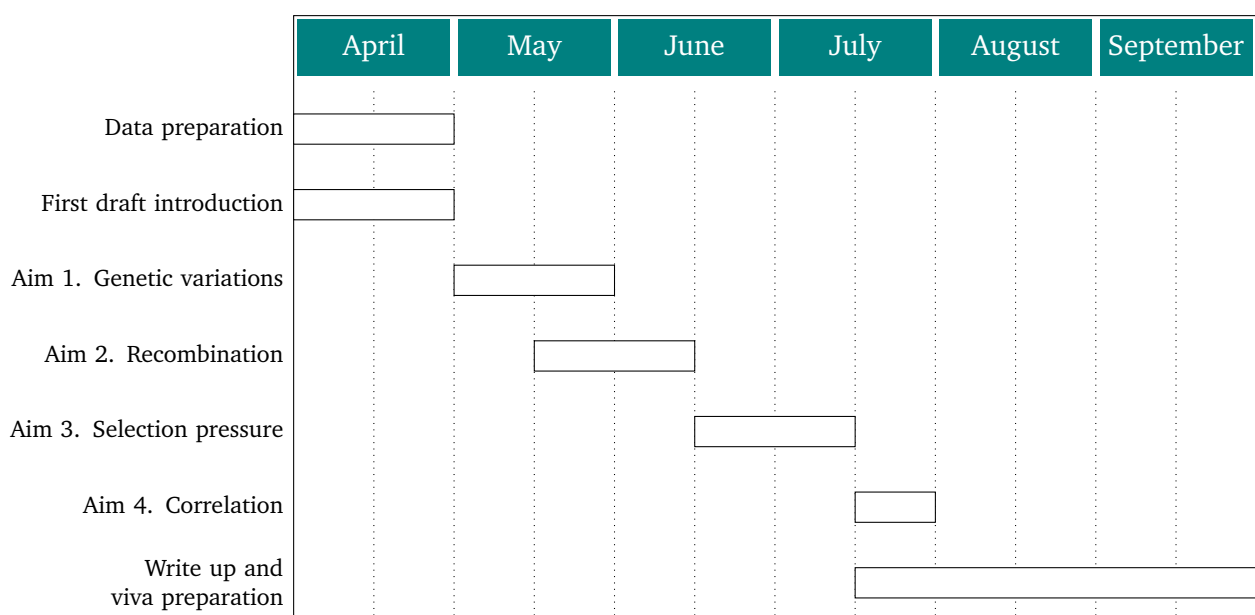 April May June July August September
Data preparation
First draft introduction
Aim 1. Genetic variations
Aim 2. Recombination
Aim 3. Selection pressure
Aim 4. Correlation
Write up and
viva preparation